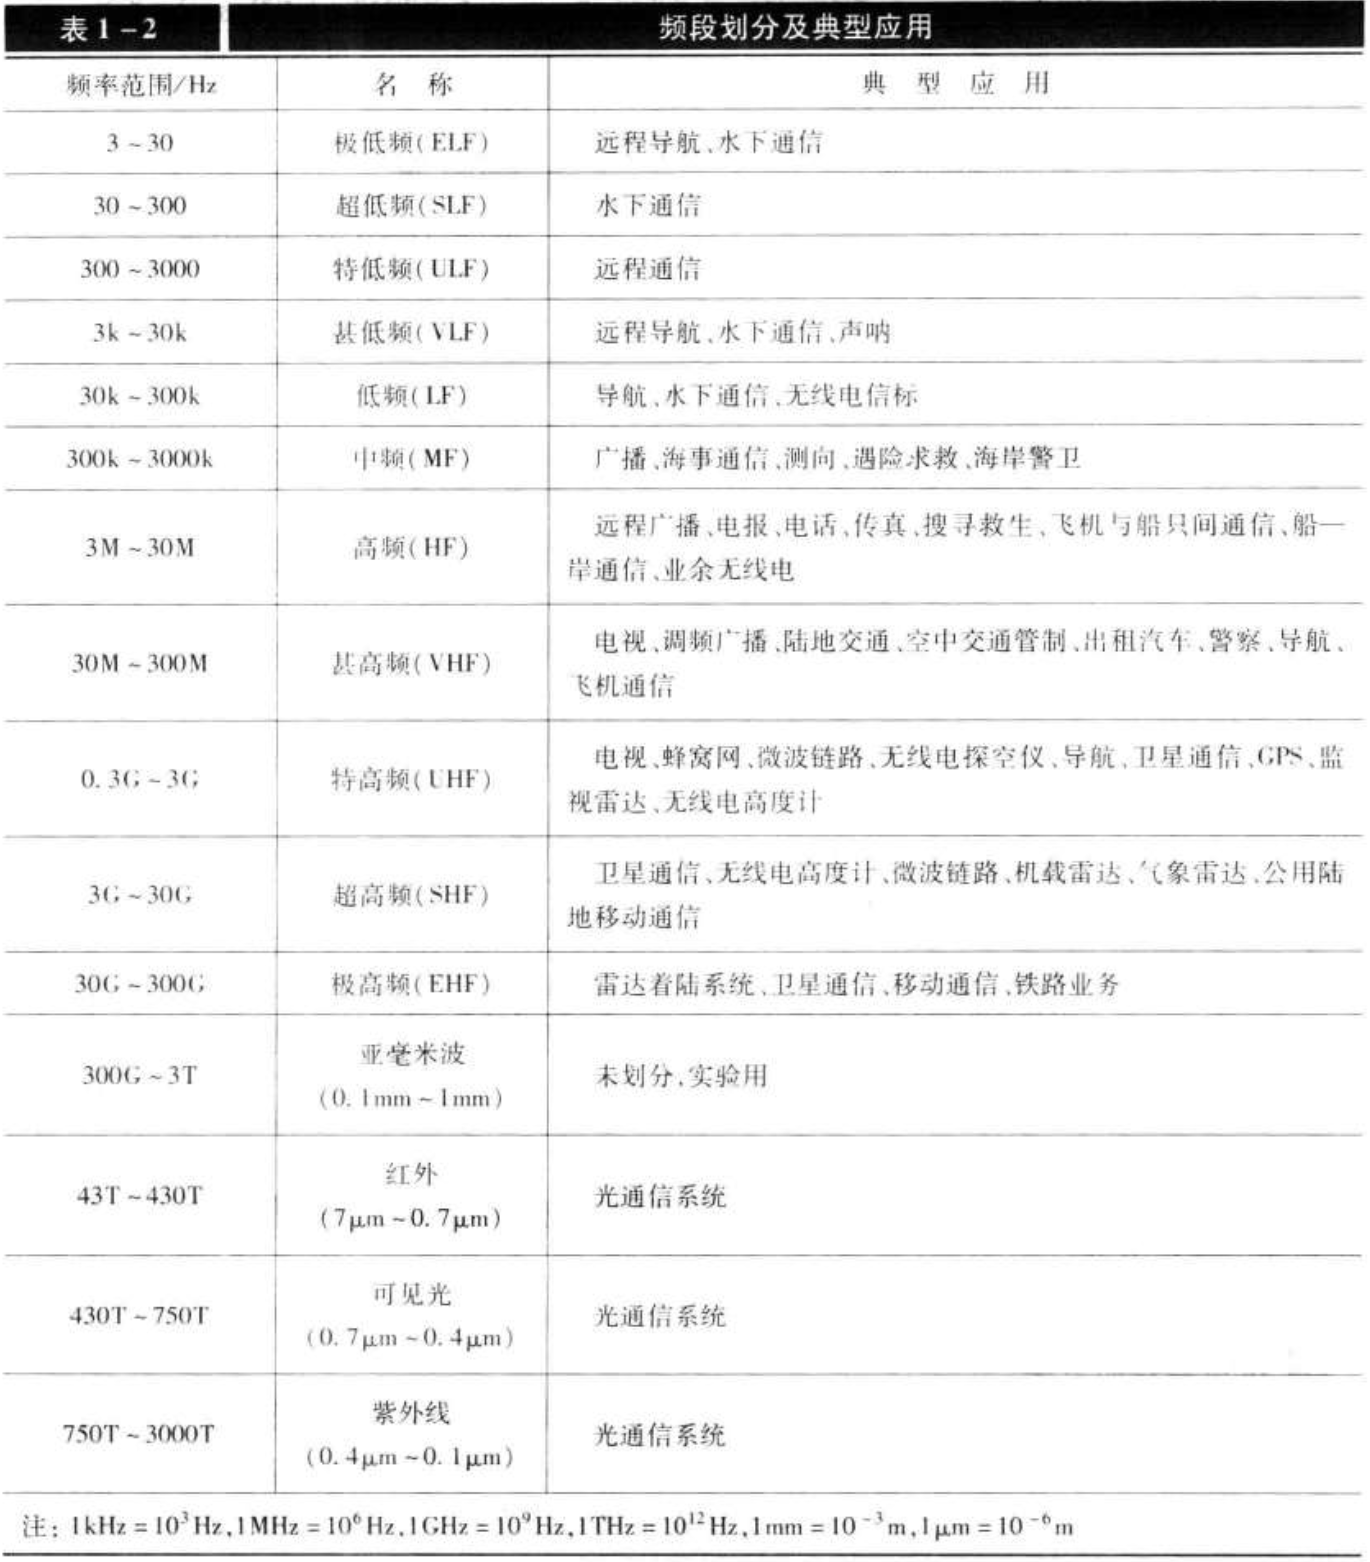 表 1-2 频段划分及典型应用
频率范围/Hz 名 称 典 型 应 用
3~30 极低频(ELF) 远程导航、水下通信
30~300 超低频(SLF) 水下通信
300~3000 特低频(ULF) 远程通信
3k~30k 甚低频(VLF) 远程导航、水下通信、声呐
30k~300k 低频(LF) 导航、水下通信、无线电信标
300k~3000k 中频(MF) 广播、海事通信、测向、遇险求救、海岸警卫
3M~30M 高频(HF) 远程广播、电报、电话、传真、搜寻救生、飞机与船只间通信、船—
岸通信、业余无线电
30M~300M 甚高频(VHF) 电视、调频广播、陆地交通、空中交通管制、出租汽车、警察、导航、
飞机通信
0.3G~3G 特高频(UHF) 电视、蜂窝网、微波链路、无线电探空仪、导航、卫星通信、GPS、监
视雷达、无线电高度计
3G~30G 超高频(SHF) 卫星通信、无线电高度计、微波链路、机载雷达、气象雷达、公用陆
地移动通信
30G~300G 极高频(EHF) 雷达着陆系统、卫星通信、移动通信、铁路业务
300G~3T 亚毫米波
(0.1mm~1mm) 未划分,实验用
43T~430T 红外
(7μm~0.7μm) 光通信系统
430T~750T 可见光
(0.7μm~0.4μm) 光通信系统
750T~3000T 紫外线
(0.4μm~0.1μm) 光通信系统
注: 1kHz=10³Hz,1MHz=10⁶Hz,1GHz=10⁹Hz,1THz=10¹²Hz,1mm=10⁻³m,1μm=10⁻⁶m